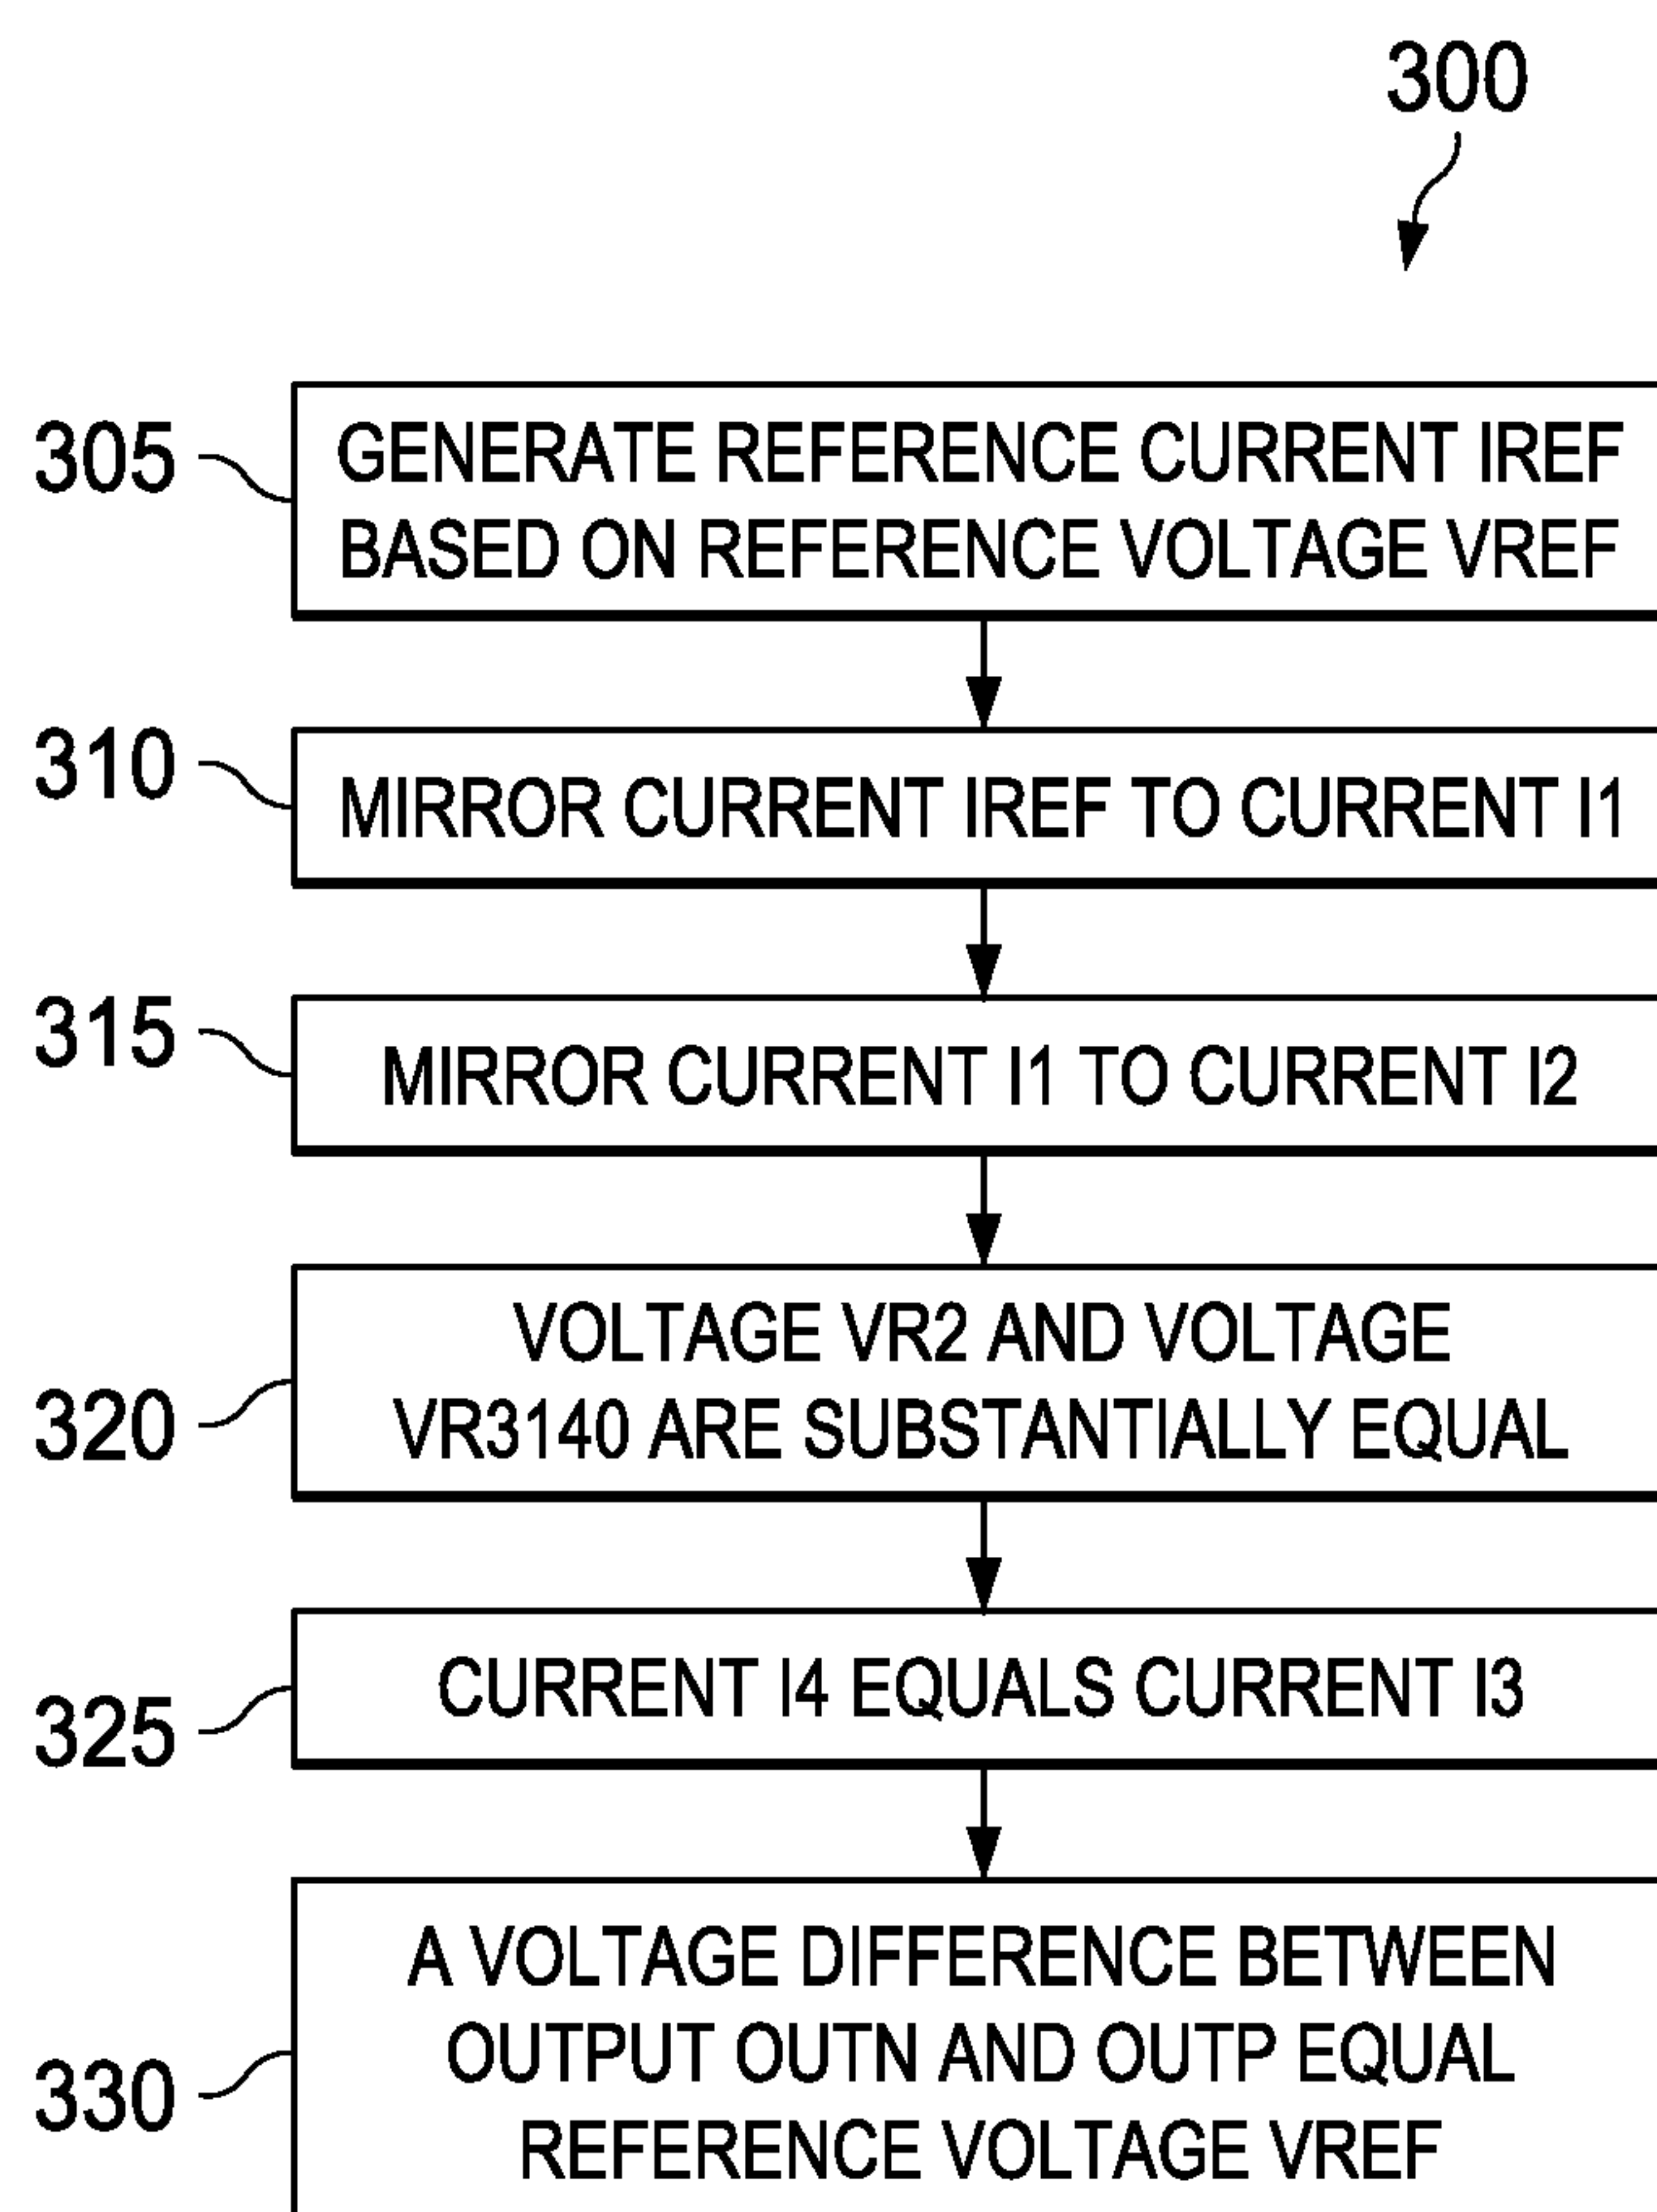 300
305
GENERATE REFERENCE CURRENT IREF
BASED ON REFERENCE VOLTAGE VREF
310
MIRROR CURRENT IREF TO CURRENT I1
315
MIRROR CURRENT I1 TO CURRENT I2
320
VOLTAGE VR2 AND VOLTAGE
VR3140 ARE SUBSTANTIALLY EQUAL
325
CURRENT I4 EQUALS CURRENT I3
330
A VOLTAGE DIFFERENCE BETWEEN
OUTPUT OUTN AND OUTP EQUAL
REFERENCE VOLTAGE VREF